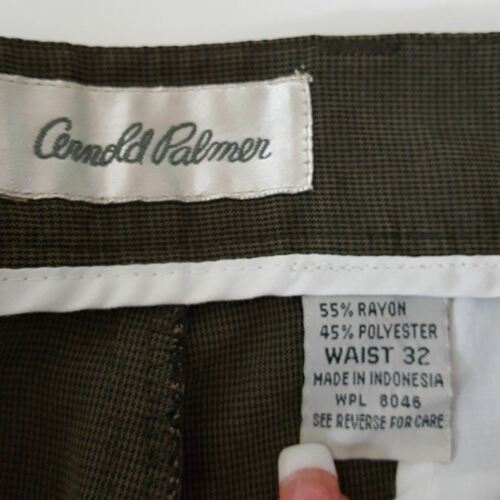 Arnold Palmer
55% RAYON
45% POLYESTER
WAIST 32
MADE IN INDONESIA
WPL 8046
SEE REVERSE FOR CARE